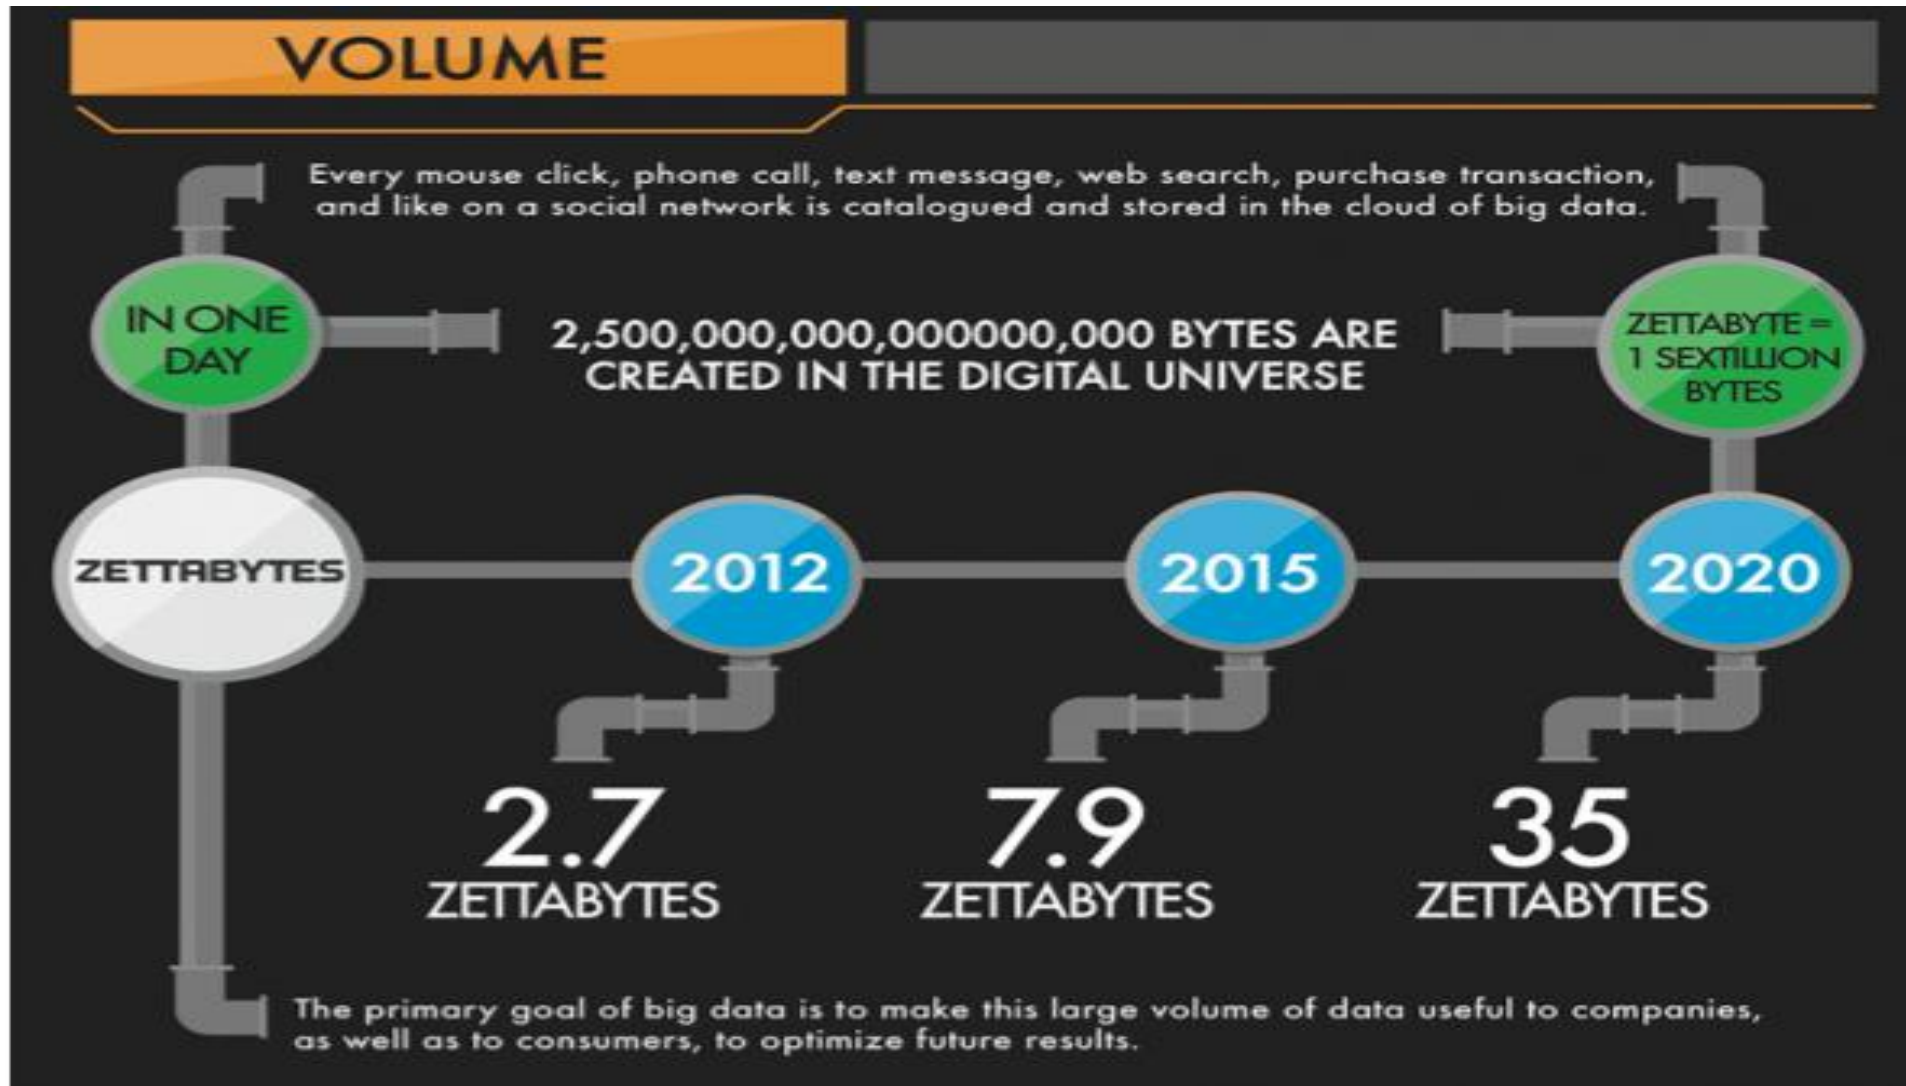 VOLUME
Every mouse click, phone call, text message, web search, purchase transaction,
and like on a social network is catalogued and stored in the cloud of big data.
IN ONE
DAY
2,500,000,000,000000,000 BYTES ARE
CREATED IN THE DIGITAL UNIVERSE
ZETTABYTE =
1 SEXTILLION
BYTES
ZETTABYTES
2012
2015
2020
2.7
ZETTABYTES
7.9
ZETTABYTES
35
ZETTABYTES
The primary goal of big data is to make this large volume of data useful to companies,
as well as to consumers, to optimize future results.